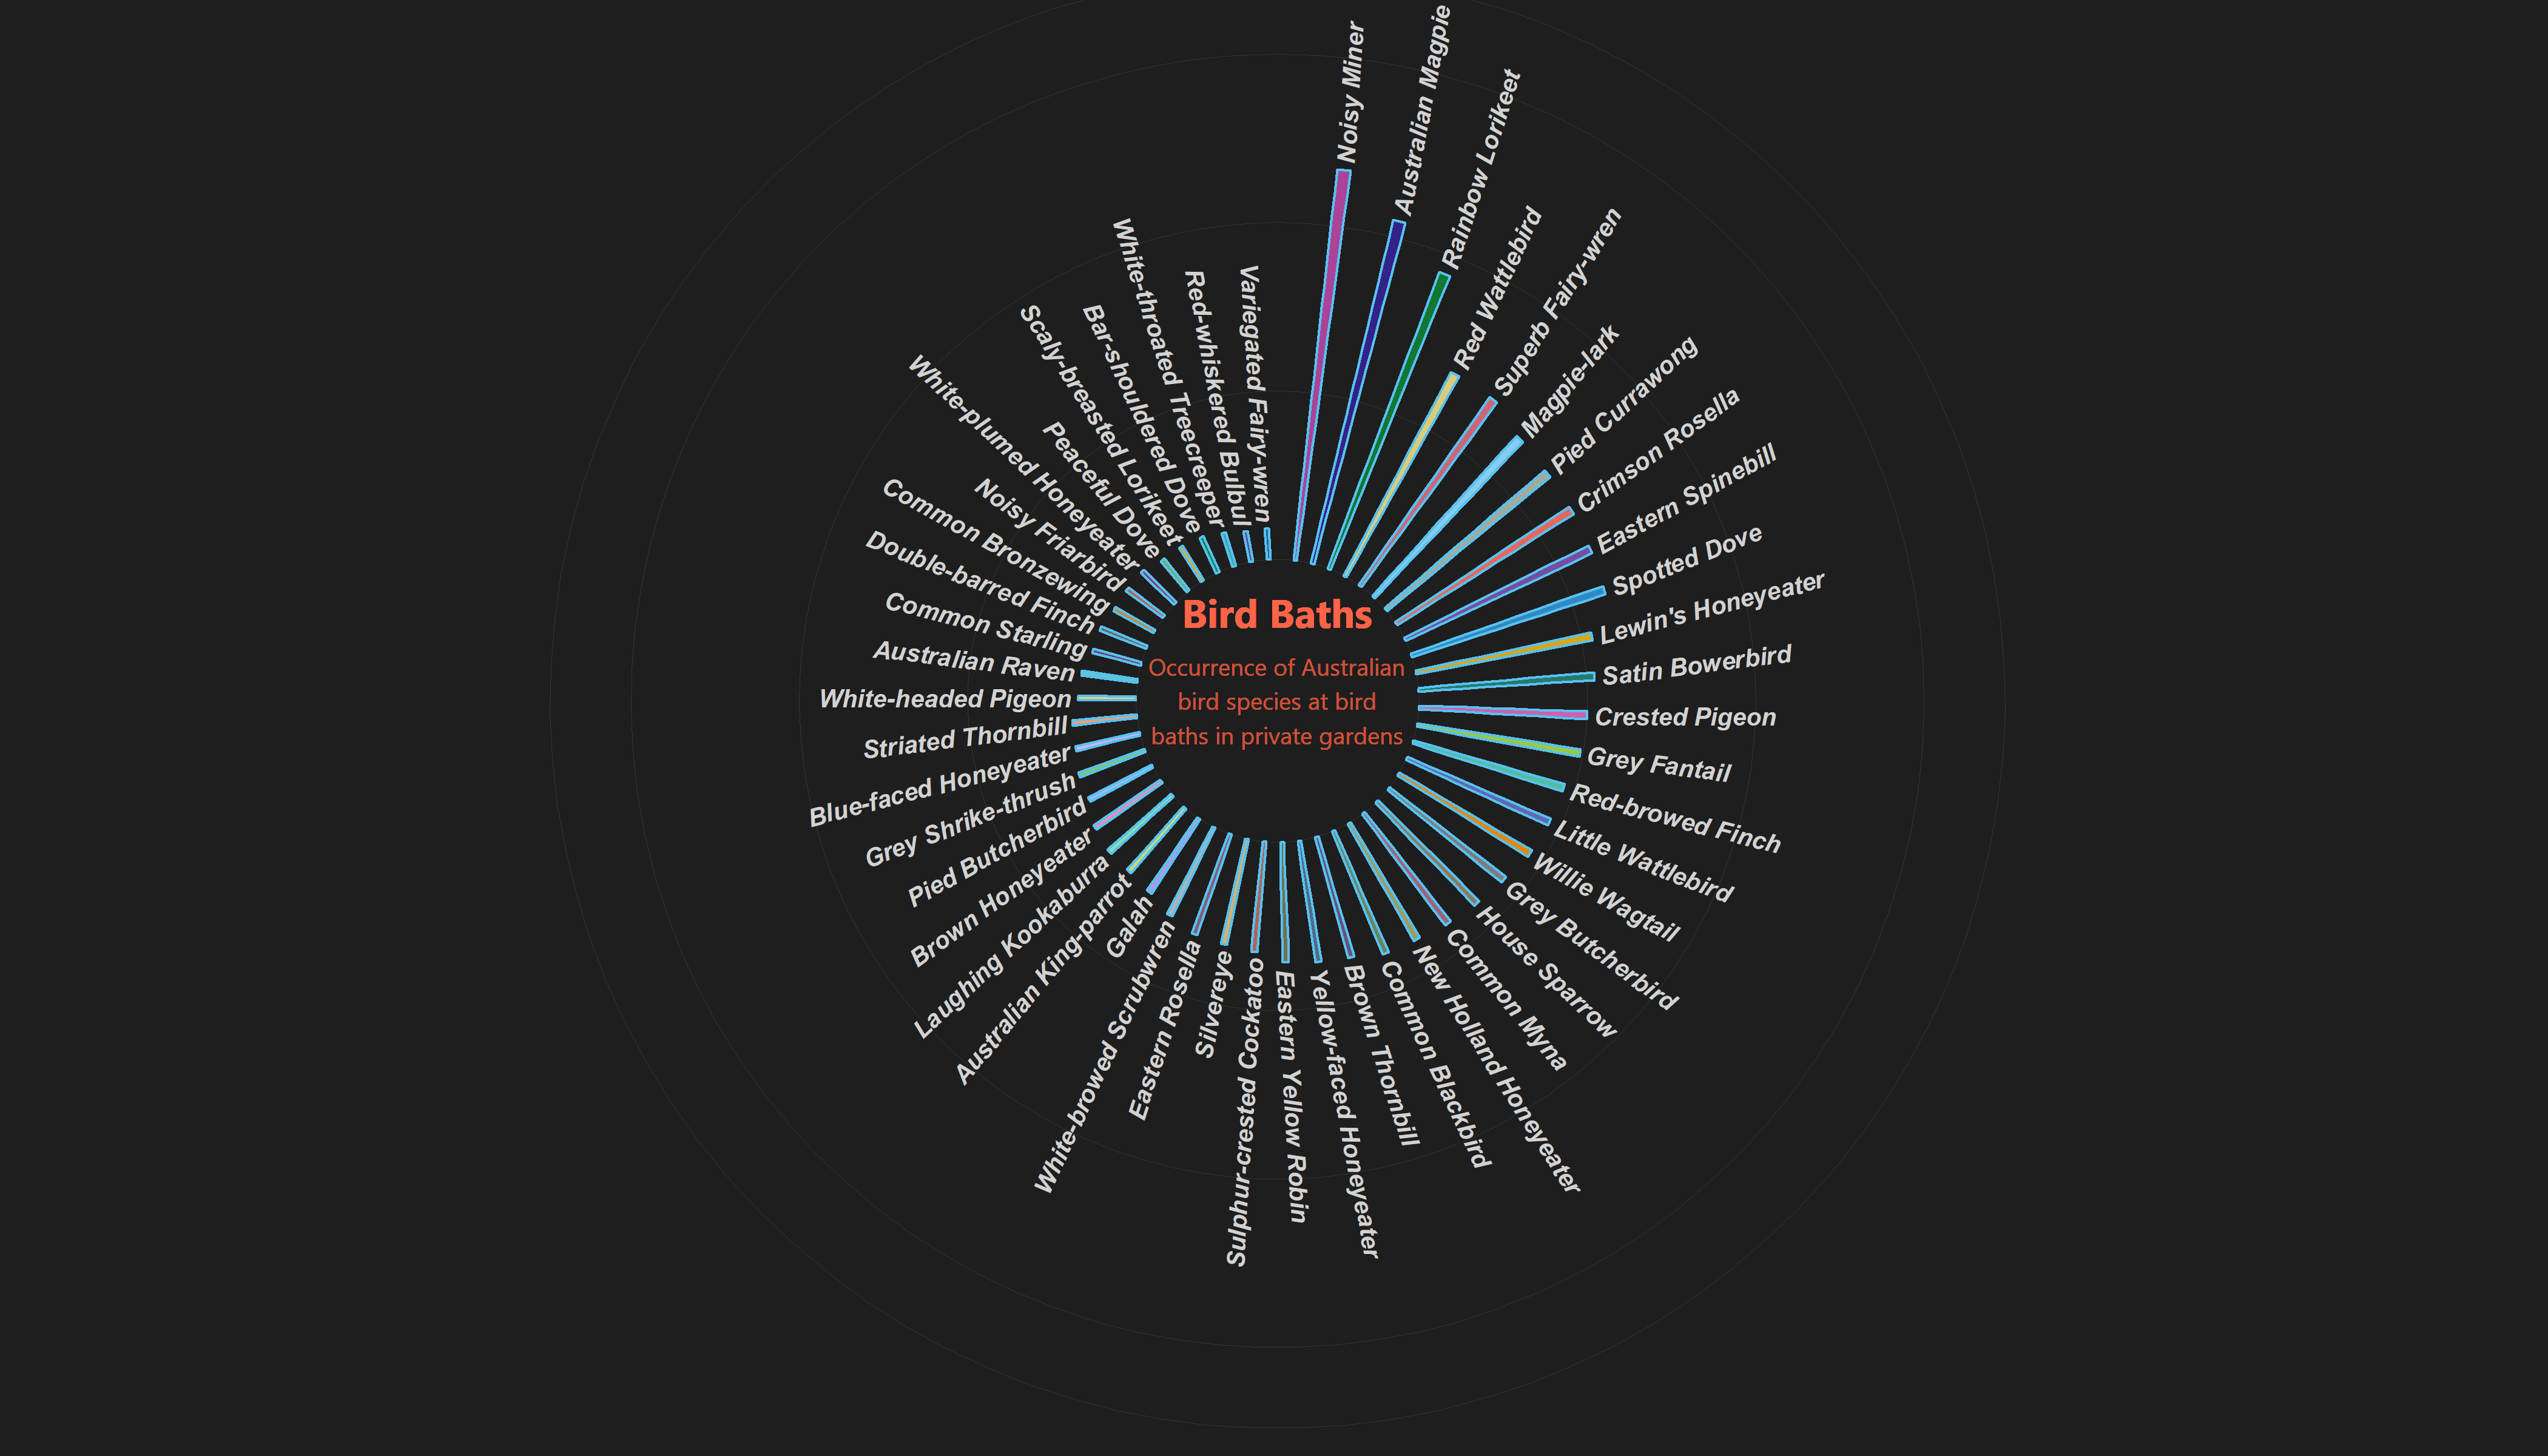 Bird Baths
Occurrence of Australian
bird species at bird
baths in private gardens
Noisy Miner
Australian Magpie
Rainbow Lorikeet
Red Wattlebird
Superb Fairy-wren
Magpie-lark
Pied Currawong
Crimson Rosella
Eastern Spinebill
Spotted Dove
Lewin's Honeyeater
Satin Bowerbird
Crested Pigeon
Grey Fantail
Red-browed Finch
Little Wattlebird
Willie Wagtail
Grey Butcherbird
House Sparrow
Common Myna
New Holland Honeyeater
Common Blackbird
Brown Thornbill
Yellow-faced Honeyeater
Eastern Yellow Robin
Sulphur-crested Cockatoo
Silvereye
Eastern Rosella
White-browed Scrubwren
Galah
Australian King-parrot
Laughing Kookaburra
Brown Honeyeater
Pied Butcherbird
Grey Shrike-thrush
Blue-faced Honeyeater
Striated Thornbill
White-headed Pigeon
Australian Raven
Common Starling
Double-barred Finch
Common Bronzewing
Noisy Friarbird
White-plumed Honeyeater
Peaceful Dove
Scaly-breasted Lorikeet
Bar-shouldered Dove
White-throated Treecreeper
Red-whiskered Bulbul
Variegated Fairy-wren